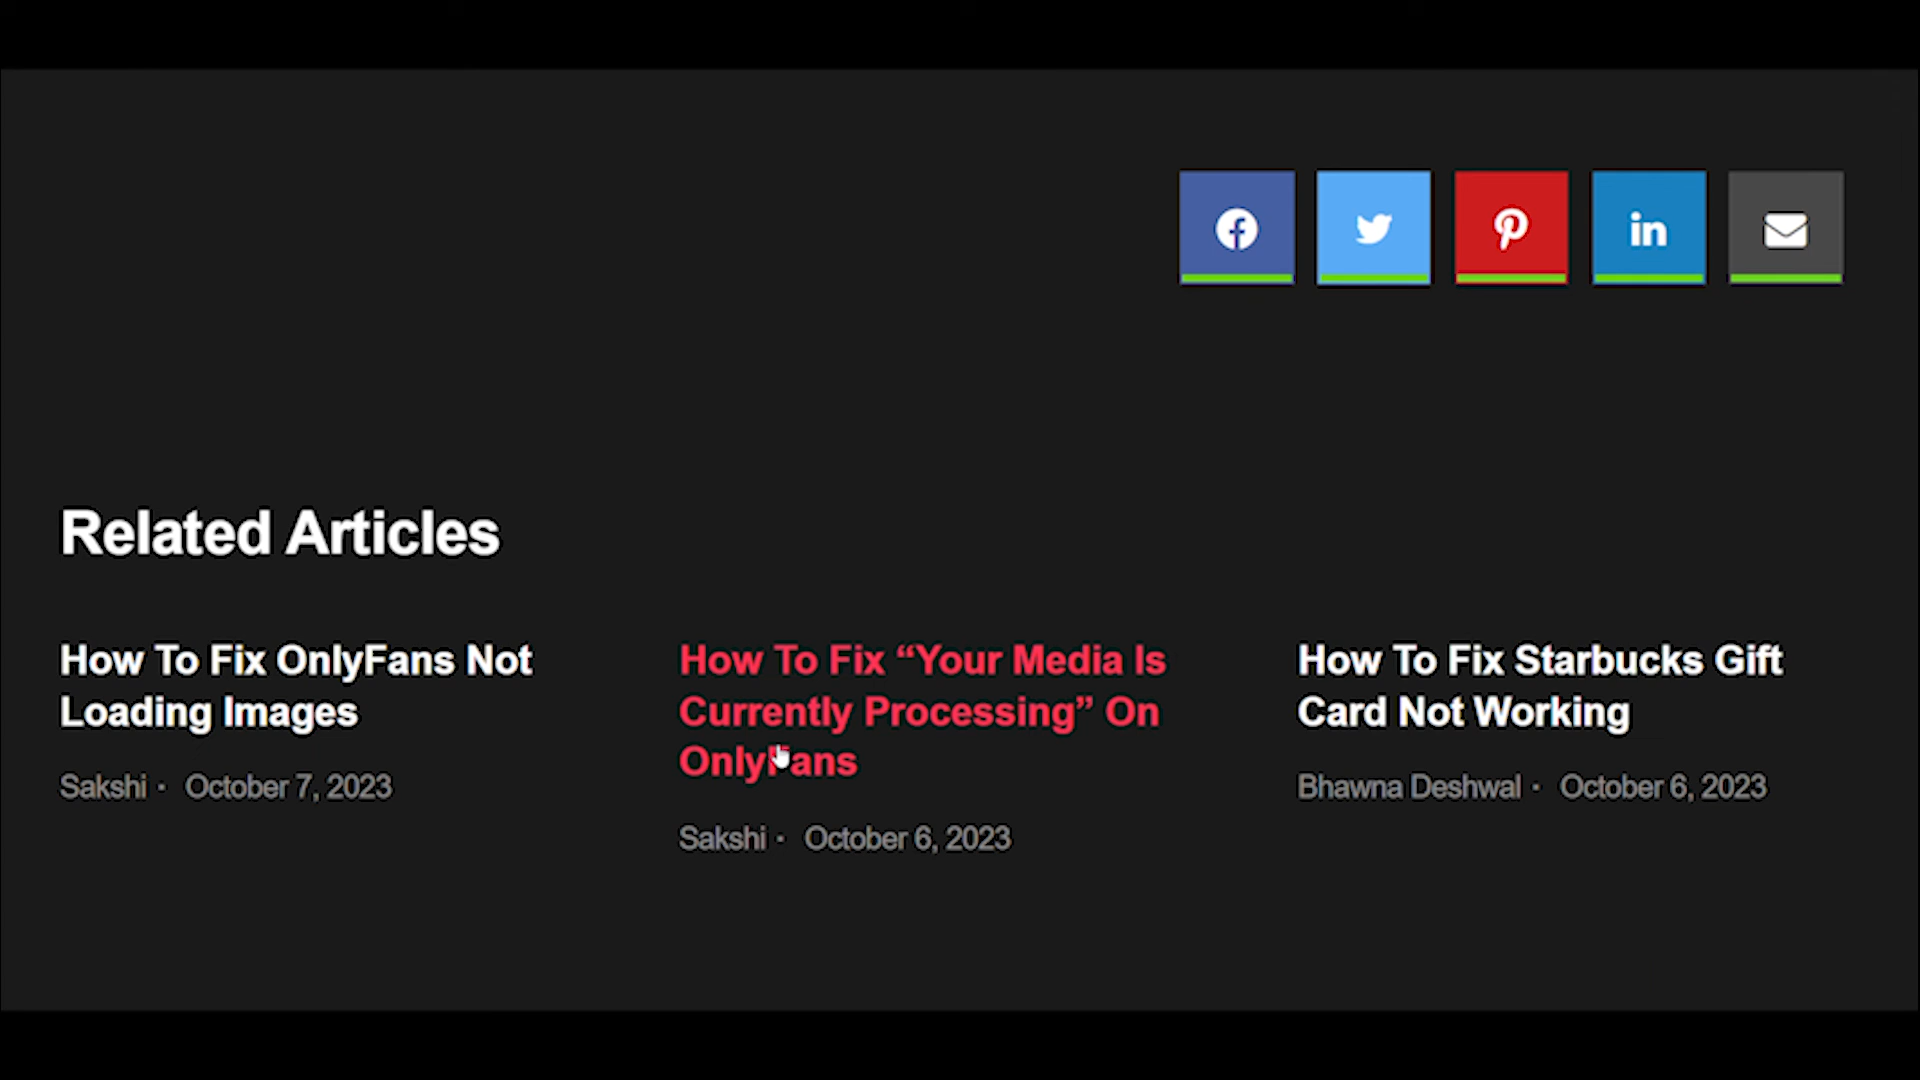 Related Articles
How To Fix OnlyFans Not
Loading Images
Sakshi · October 7, 2023
How To Fix “Your Media Is
Currently Processing” On
OnlyFans
Sakshi · October 6, 2023
How To Fix Starbucks Gift
Card Not Working
Bhawna Deshwal · October 6, 2023